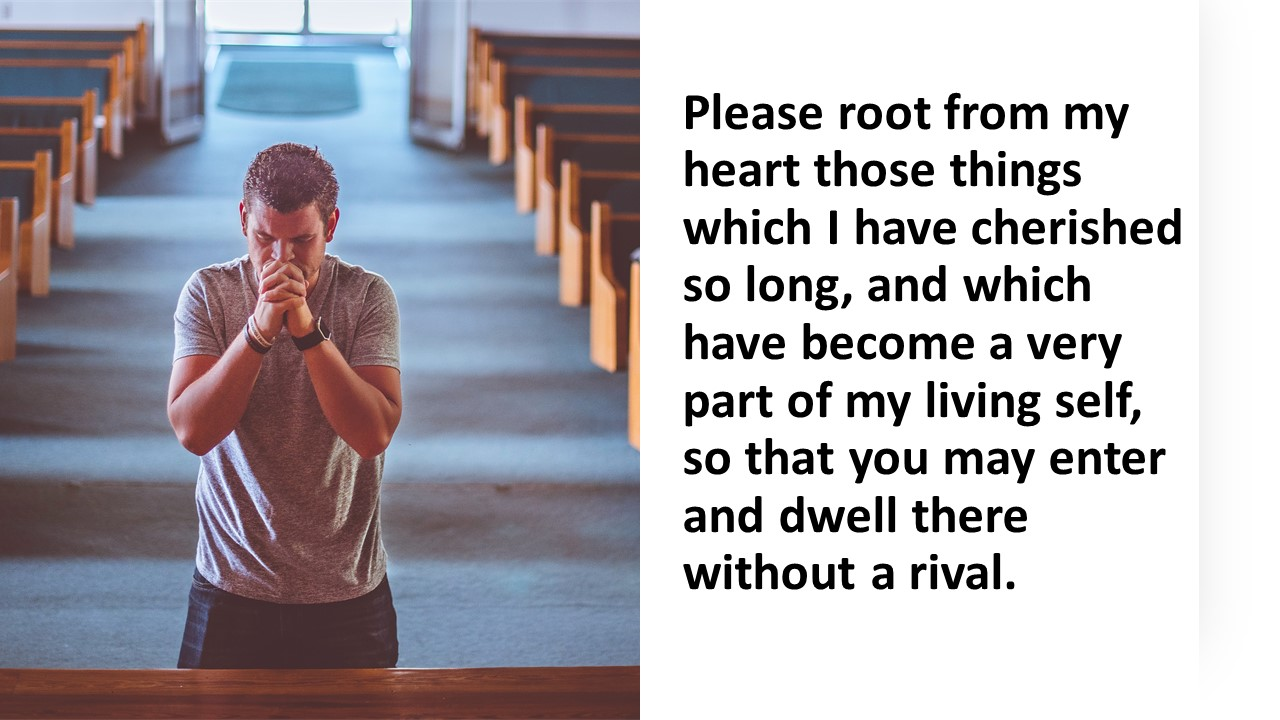 Please root from my
heart those things
which I have cherished
so long, and which
have become a very
part of my living self,
so that you may enter
and dwell there
without a rival.